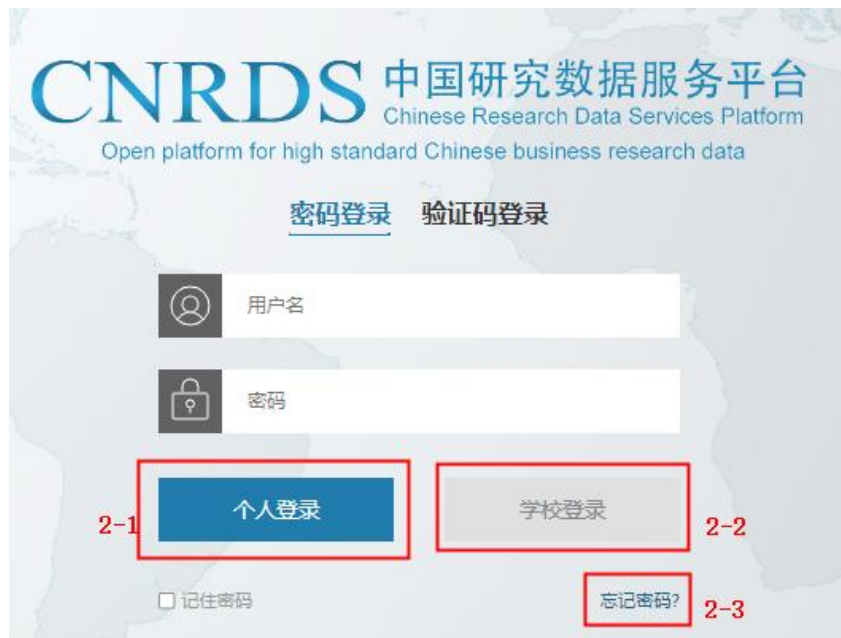 CNRDS 中国研究数据服务平台
Chinese Research Data Services Platform
Open platform for high standard Chinese business research data
密码登录 验证码登录
用户名
密码
2-1 个人登录 学校登录 2-2
记住密码 忘记密码? 2-3